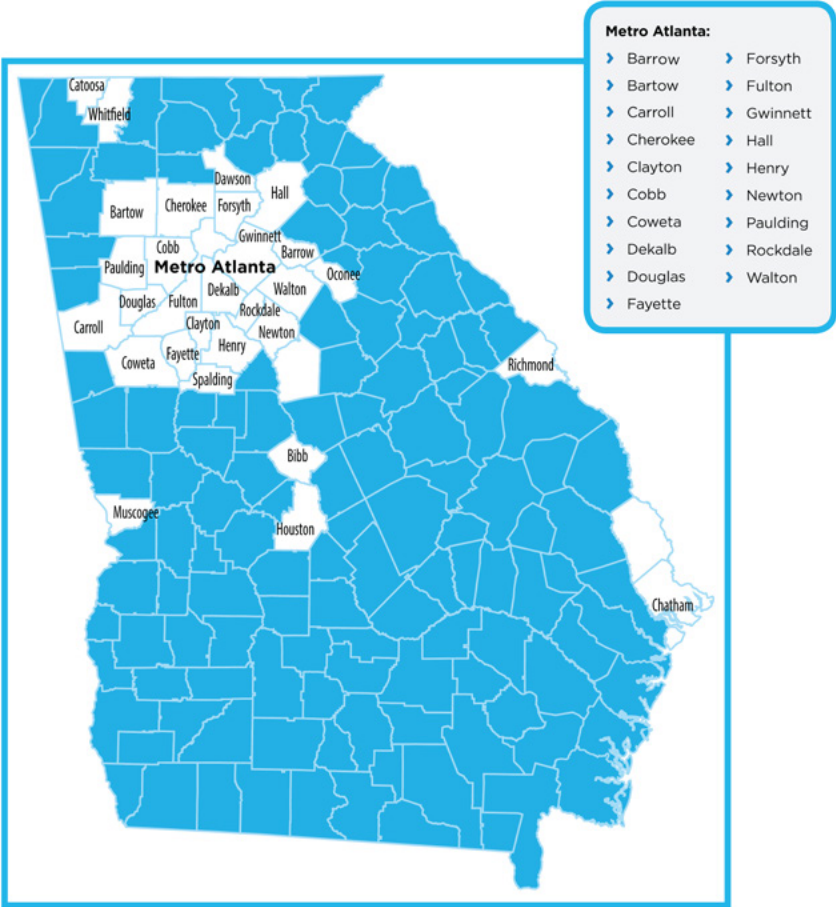 Metro Atlanta:
Barrow
Bartow
Carroll
Cherokee
Clayton
Cobb
Coweta
Dekalb
Douglas
Fayette
Forsyth
Fulton
Gwinnett
Hall
Henry
Newton
Paulding
Rockdale
Walton
Catoosa
Whitfield
Dawson
Hall
Bartow
Cherokee
Forsyth
Gwinnett
Cobb
Barrow
Paulding
Metro Atlanta
Oconee
Dekalb
Walton
Douglas
Fulton
Rockdale
Carroll
Clayton
Newton
Henry
Fayette
Coweta
Spalding
Richmond
Bibb
Muscogee
Houston
Chatham